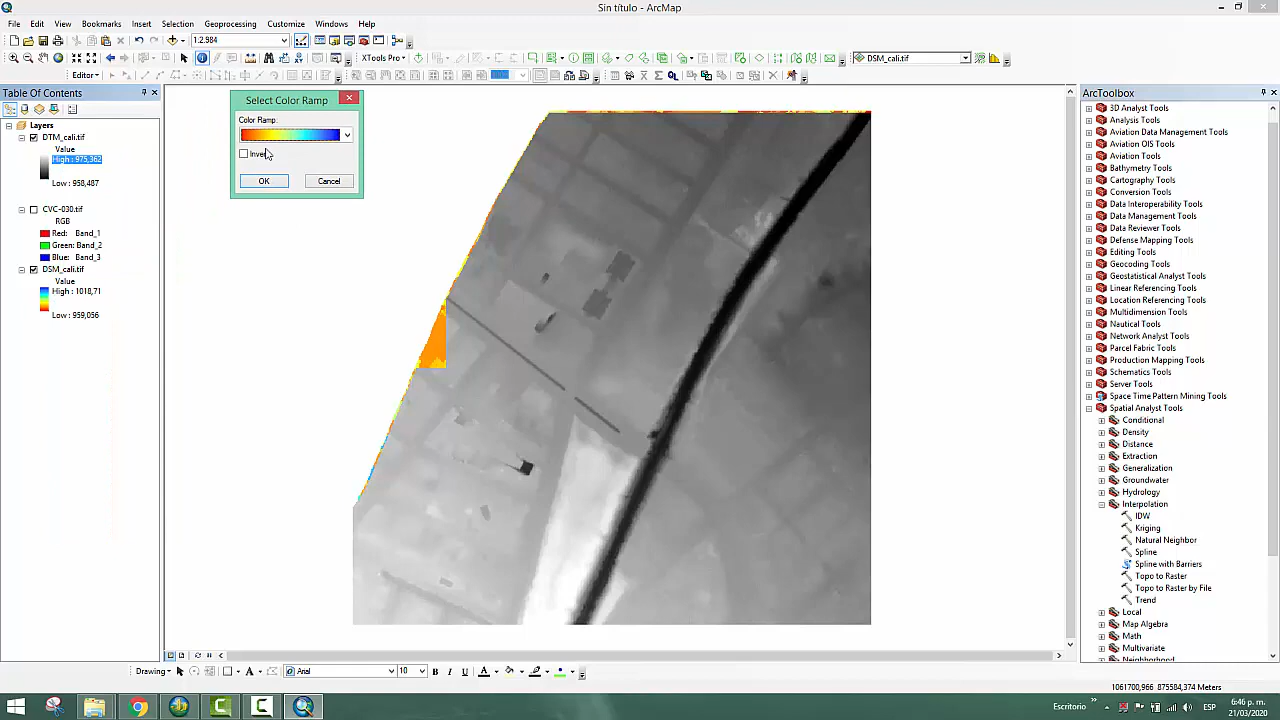 Sin título - ArcMap
File Edit View Bookmarks Insert Selection Geoprocessing Customize Windows Help
1:2.984
XTools Pro
DSM_cali.tif
Editor
Table Of Contents
Layers
DTM_cali.tif
Value
High : 975,362
Low : 958,487
CVC-030.tif
RGB
Red: Band_1
Green: Band_2
Blue: Band_3
DSM_cali.tif
Value
High : 1018,71
Low : 959,056
Select Color Ramp
Color Ramp:
Invert
OK Cancel
ArcToolbox
3D Analyst Tools
Analysis Tools
Aviation Data Management Tools
Aviation OIS Tools
Aviation Tools
Bathymetry Tools
Cartography Tools
Conversion Tools
Data Interoperability Tools
Data Management Tools
Data Reviewer Tools
Defense Mapping Tools
Editing Tools
Geocoding Tools
Geostatistical Analyst Tools
Linear Referencing Tools
Location Referencing Tools
Multidimension Tools
Nautical Tools
Network Analyst Tools
Parcel Fabric Tools
Production Mapping Tools
Schematics Tools
Server Tools
Space Time Pattern Mining Tools
Spatial Analyst Tools
Conditional
Density
Distance
Extraction
Generalization
Groundwater
Hydrology
Interpolation
IDW
Kriging
Natural Neighbor
Spline
Spline with Barriers
Topo to Raster
Topo to Raster by File
Trend
Local
Map Algebra
Math
Multivariate
Neighborhood
Drawing
Arial
10
B I U A
1061700,966 875584,374 Meters
Escritorio
ESP
6:46 p. m.
21/03/2020